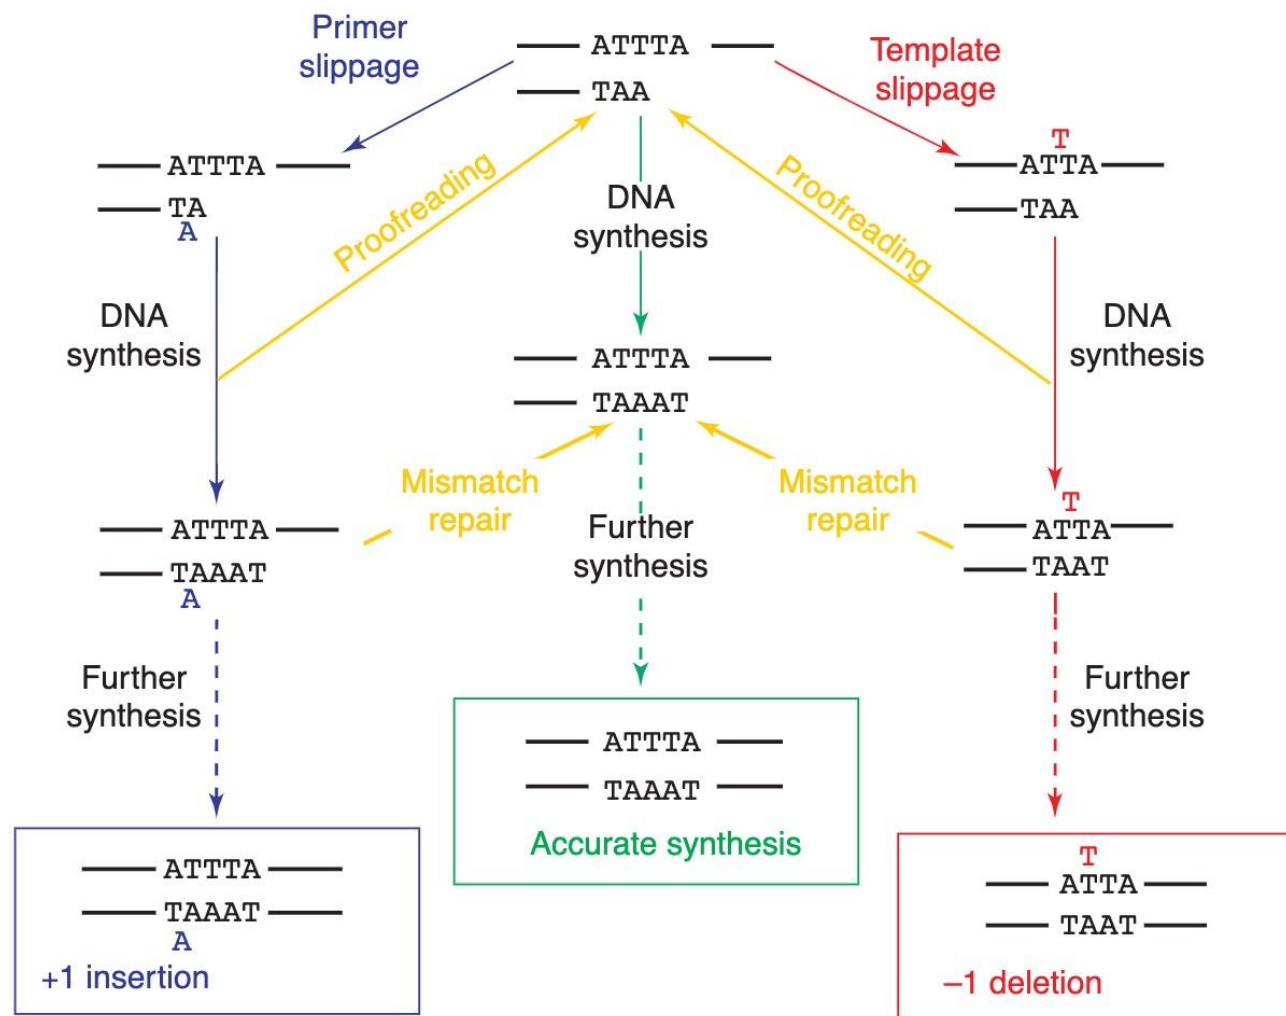 Primer
slippage
ATTTA
TAA
Template
slippage
ATTTA
TA
A
Proofreading
DNA
synthesis
Proofreading
T
ATTA
TAA
DNA
synthesis
ATTTA
TAAAT
DNA
synthesis
ATTTA
TAAAT
A
Mismatch
repair
Further
synthesis
Mismatch
repair
T
ATTA
TAAT
Further
synthesis
ATTTA
TAAAT
Accurate synthesis
Further
synthesis
ATTTA
TAAAT
A
+1 insertion
T
ATTA
TAAT
–1 deletion